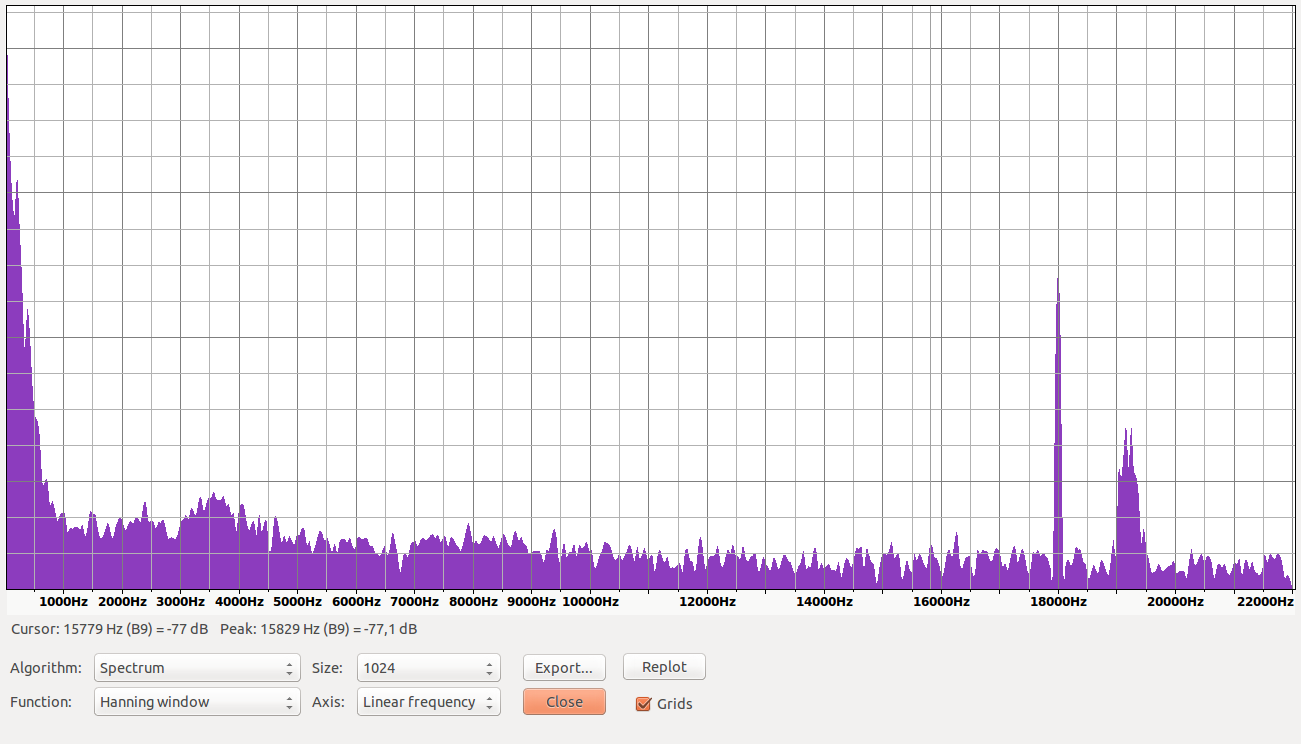 1000Hz 2000Hz 3000Hz 4000Hz 5000Hz 6000Hz 7000Hz 8000Hz 9000Hz 10000Hz 12000Hz 14000Hz 16000Hz 18000Hz 20000Hz 22000Hz
Cursor: 15779 Hz (B9) = -77 dB Peak: 15829 Hz (B9) = -77,1 dB
Algorithm: Spectrum Size: 1024 Export... Replot
Function: Hanning window Axis: Linear frequency Close Grids